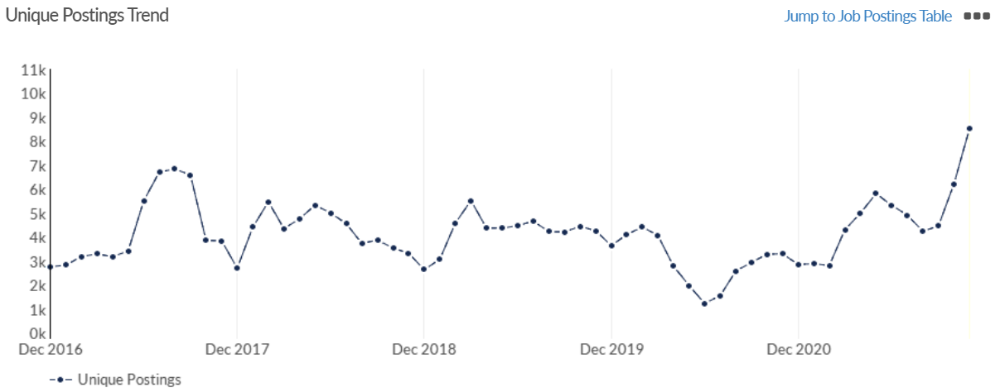 Unique Postings Trend
Jump to Job Postings Table
11k
10k
9k
8k
7k
6k
5k
4k
3k
2k
1k
0k
Dec 2016 Dec 2017 Dec 2018 Dec 2019 Dec 2020
Unique Postings